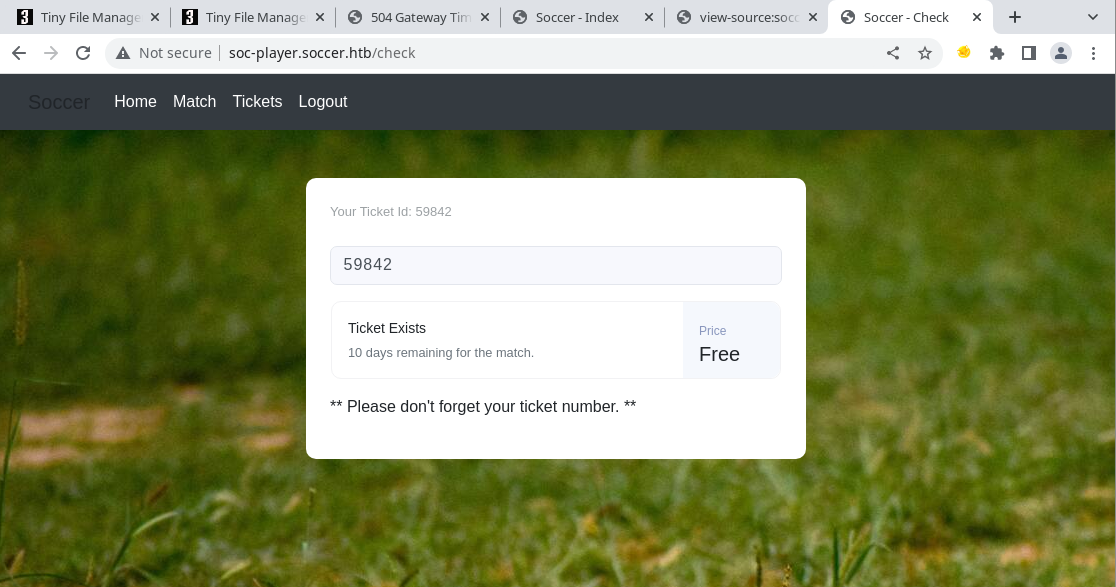 Tiny File Manage
Tiny File Manage
504 Gateway Tim
Soccer - Index
view-source:socc
Soccer - Check
Not secure
soc-player.soccer.htb/check
Soccer
Home
Match
Tickets
Logout
Your Ticket Id: 59842
59842
Ticket Exists
10 days remaining for the match.
Price
Free
** Please don't forget your ticket number. **